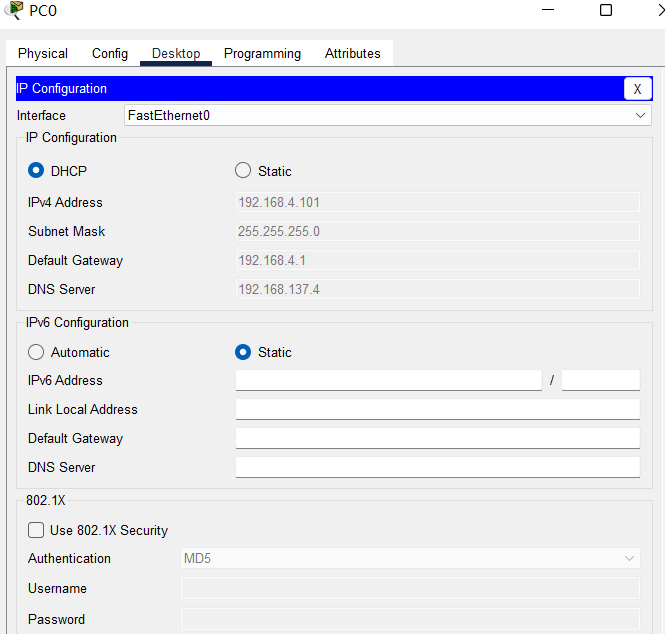 PC0
Physical Config Desktop Programming Attributes
IP Configuration X
Interface FastEthernet0
IP Configuration
DHCP Static
IPv4 Address 192.168.4.101
Subnet Mask 255.255.255.0
Default Gateway 192.168.4.1
DNS Server 192.168.137.4
IPv6 Configuration
Automatic Static
IPv6 Address /
Link Local Address
Default Gateway
DNS Server
802.1X
Use 802.1X Security
Authentication MD5
Username
Password